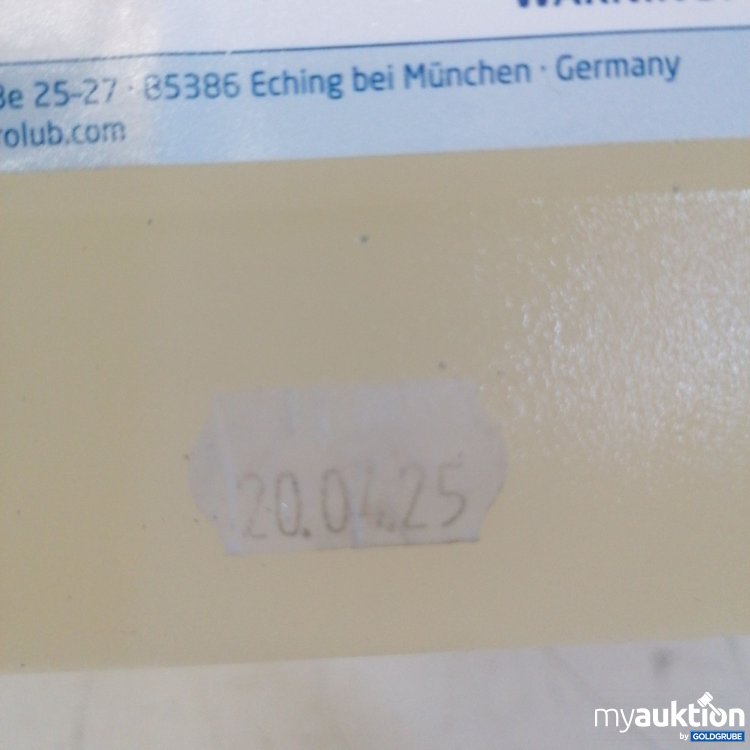 ße 25-27 · 85386 Eching bei München · Germany
rolub.com
20.04.25
myauktion
by GOLDGRUBE